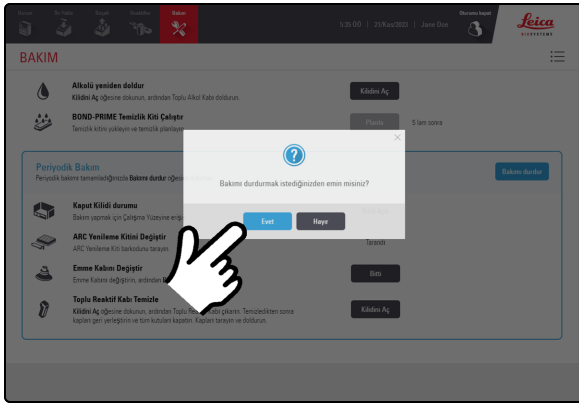 Bakım
5:35:00 | 21/Kas/2023 | Jane Doe
Oturumu kapat
Leica
BIOSYSTEMS
BAKIM
Alkolü yeniden doldur
Kilidini Aç öğesine dokunun, ardından Toplu Alkol Kabı doldurun.
Kilidini Aç
BOND-PRIME Temizlik Kiti Çalıştır
Temizlik kitini yükleyin ve temizlik planlayın.
Planla
5 lam sonra
Periyodik Bakım
Periyodik bakımı tamamladığınızda Bakımı durdur öğesi
Bakımı durdur
Bakımı durdurmak istediğinizden emin misiniz?
Evet
Hayır
Kaput Kilidi durumu
Bakım yapmak için Çalışma Yüzeyine eriş
ARC Yenileme Kitini Değiştir
ARC Yenileme Kiti barkodunu tarayın.
Tarandı
Emme Kabını Değiştir
Emme Kabını değiştirin, ardından
Bitti
Toplu Reaktif Kabı Temizle
Kilidini Aç öğesine dokunun, ardından Toplu Reaktif Kabı çıkarın. Temizledikten sonra
kapları geri yerleştirin ve tüm kutuları kapatın. Kapları tarayın ve doldurun.
Kilidini Aç